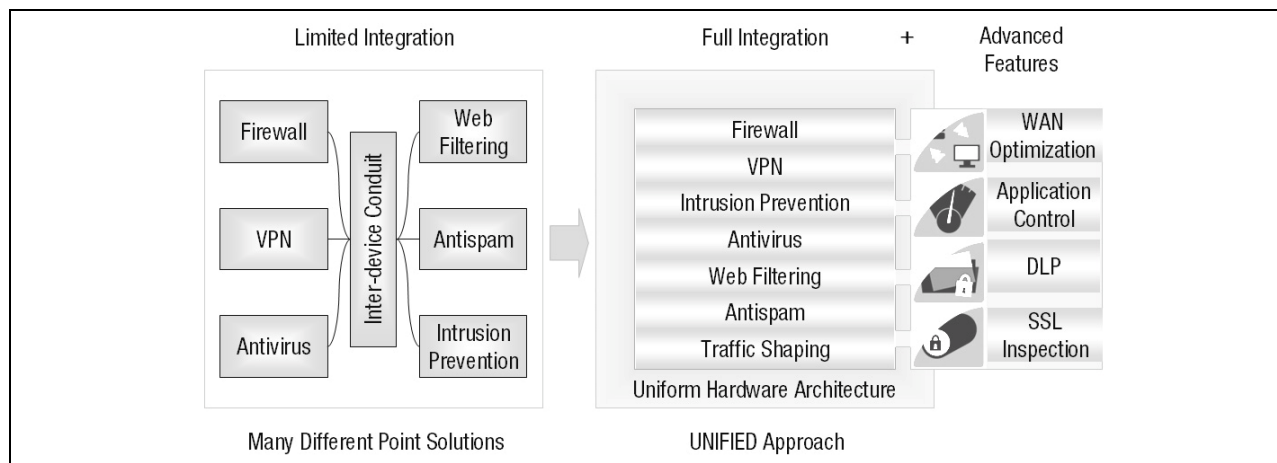 Limited Integration
Firewall
VPN
Antivirus
Inter-device Conduit
Web
Filtering
Antispam
Intrusion
Prevention
Many Different Point Solutions
Full Integration
+
Advanced
Features
Firewall
VPN
Intrusion Prevention
Antivirus
Web Filtering
Antispam
Traffic Shaping
Uniform Hardware Architecture
UNIFIED Approach
WAN
Optimization
Application
Control
DLP
SSL
Inspection